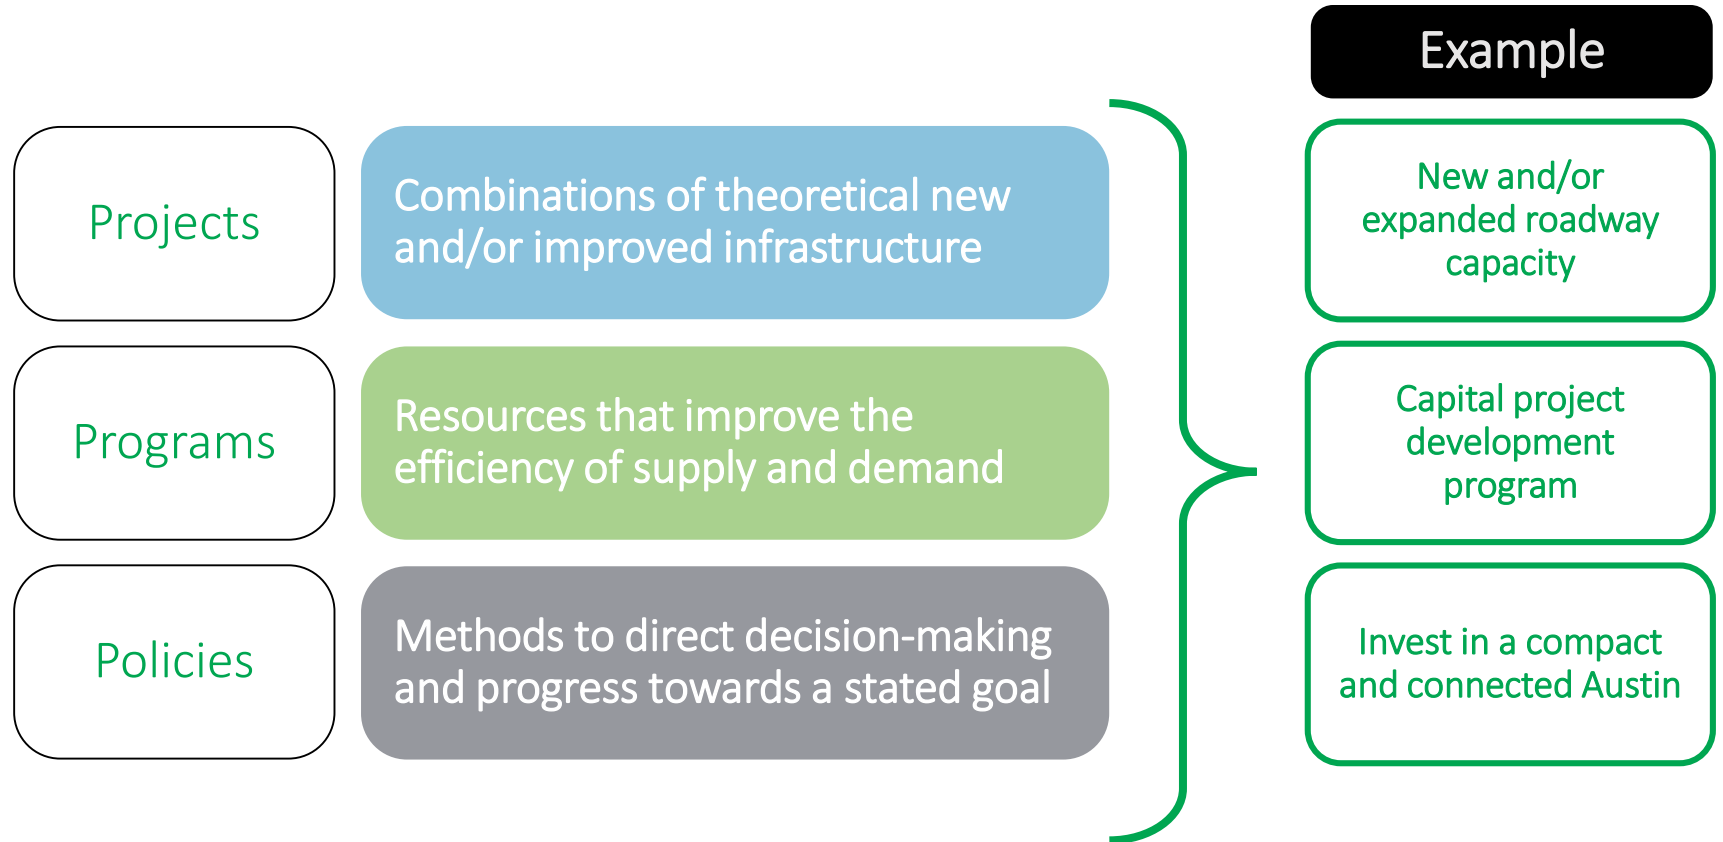 Example
Projects
Combinations of theoretical new
and/or improved infrastructure
New and/or
expanded roadway
capacity
Programs
Resources that improve the
efficiency of supply and demand
Capital project
development
program
Policies
Methods to direct decision-making
and progress towards a stated goal
Invest in a compact
and connected Austin